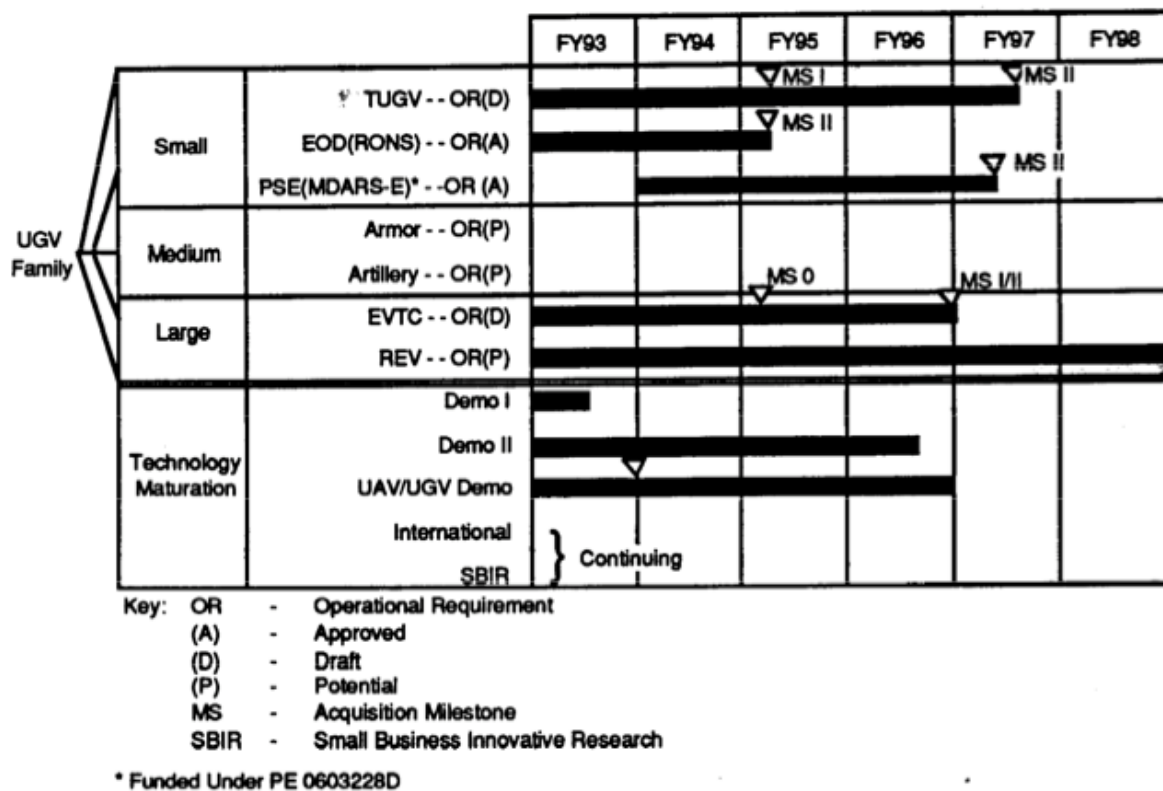 FY93 FY94 FY95 FY96 FY97 FY98
MS I MS II
TUGV - - OR(D)
Small EOD(RONS) - - OR(A) MS II
PSE(MDARS-E)* - - OR (A) MS II
UGV
Family
Medium Armor - - OR(P)
Artillery - - OR(P) MS 0 MS I/II
Large EVTC - - OR(D)
REV - - OR(P)
Demo I
Demo II
Technology
Maturation UAV/UGV Demo
International
} Continuing
SBIR
Key: OR - Operational Requirement
(A) - Approved
(D) - Draft
(P) - Potential
MS - Acquisition Milestone
SBIR - Small Business Innovative Research
* Funded Under PE 0603228D